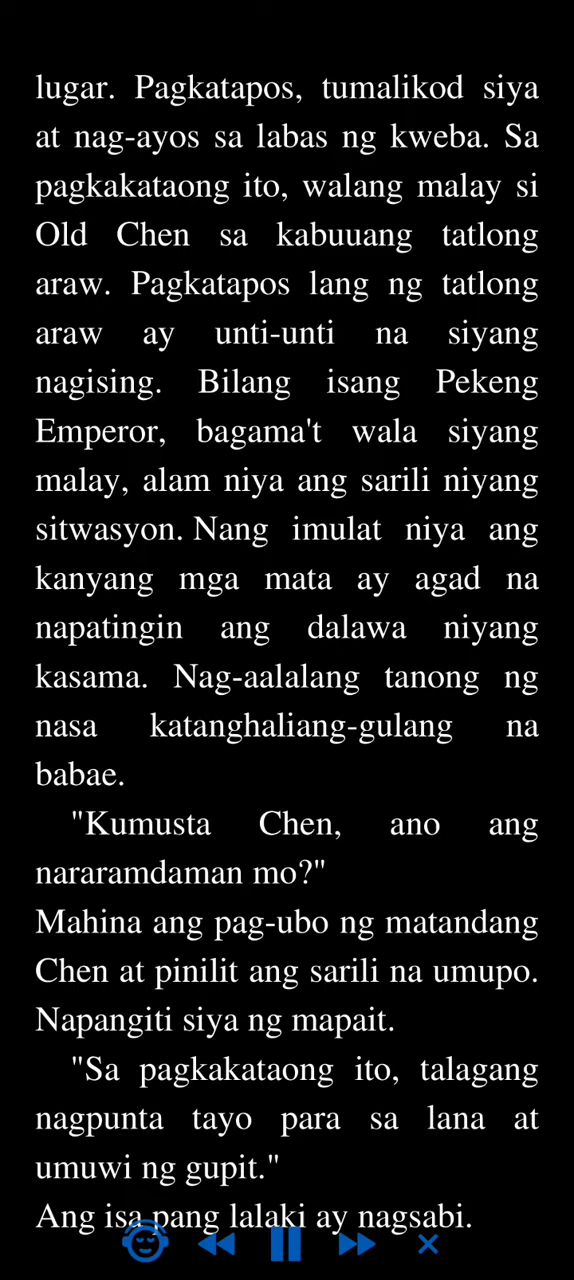 lugar. Pagkatapos, tumalikod siya
at nag-ayos sa labas ng kweba. Sa
pagkakataong ito, walang malay si
Old Chen sa kabuuang tatlong
araw. Pagkatapos lang ng tatlong
araw ay unti-unti na siyang
nagising. Bilang isang Pekeng
Emperor, bagama't wala siyang
malay, alam niya ang sarili niyang
sitwasyon. Nang imulat niya ang
kanyang mga mata ay agad na
napatingin ang dalawa niyang
kasama. Nag-aalalang tanong ng
nasa katanghaliang-gulang na
babae.
"Kumusta Chen, ano ang
nararamdaman mo?"
Mahina ang pag-ubo ng matandang
Chen at pinilit ang sarili na umupo.
Napangiti siya ng mapait.
"Sa pagkakataong ito, talagang
nagpunta tayo para sa lana at
umuwi ng gupit."
Ang isa pang lalaki ay nagsabi.